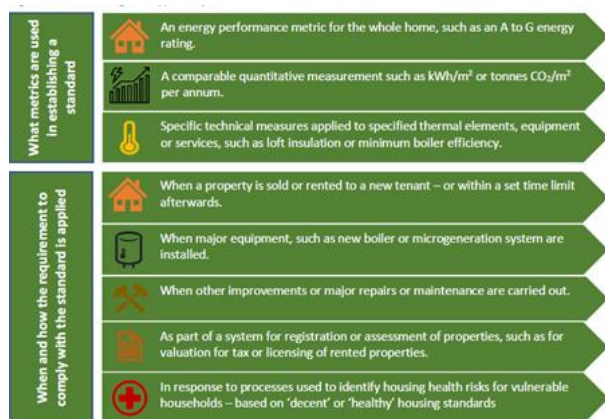 What metrics are used
in establishing a
standard
An energy performance metric for the whole home, such as an A to G energy
rating.
A comparable quantitative measurement such as kWh/m² or tonnes CO₂/m²
per annum.
Specific technical measures applied to specified thermal elements, equipment
or services, such as loft insulation or minimum boiler efficiency.
When and how the requirement to
comply with the standard is applied
When a property is sold or rented to a new tenant – or within a set time limit
afterwards.
When major equipment, such as new boiler or microgeneration system are
installed.
When other improvements or major repairs or maintenance are carried out.
As part of a system for registration or assessment of properties, such as for
valuation for tax or licensing of rented properties.
In response to processes used to identify housing health risks for vulnerable
households – based on ‘decent’ or ‘healthy’ housing standards